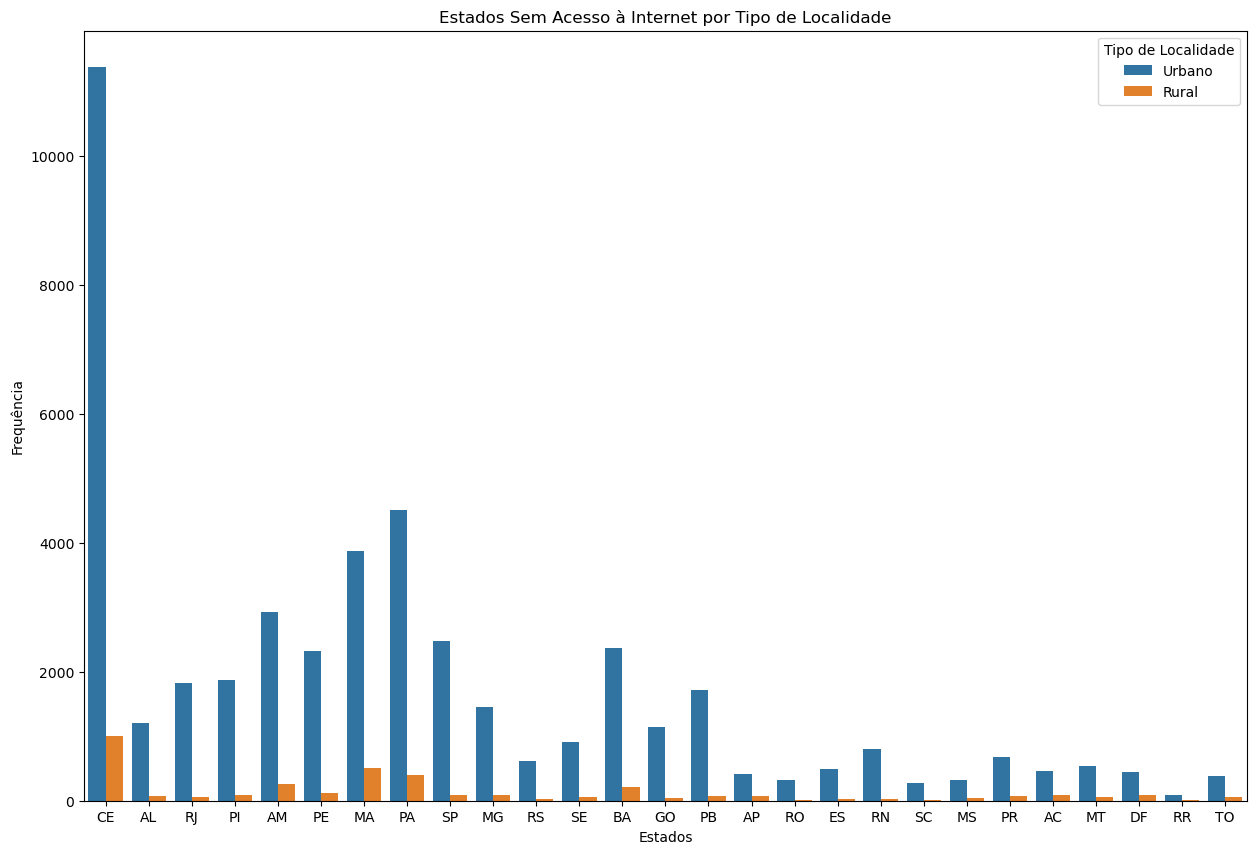 Estados Sem Acesso à Internet por Tipo de Localidade
Tipo de Localidade
Urbano
Rural
10000
8000
6000
4000
2000
0
Frequência
CE AL RJ PI AM PE MA PA SP MG RS SE BA GO PB AP RO ES RN SC MS PR AC MT DF RR TO
Estados